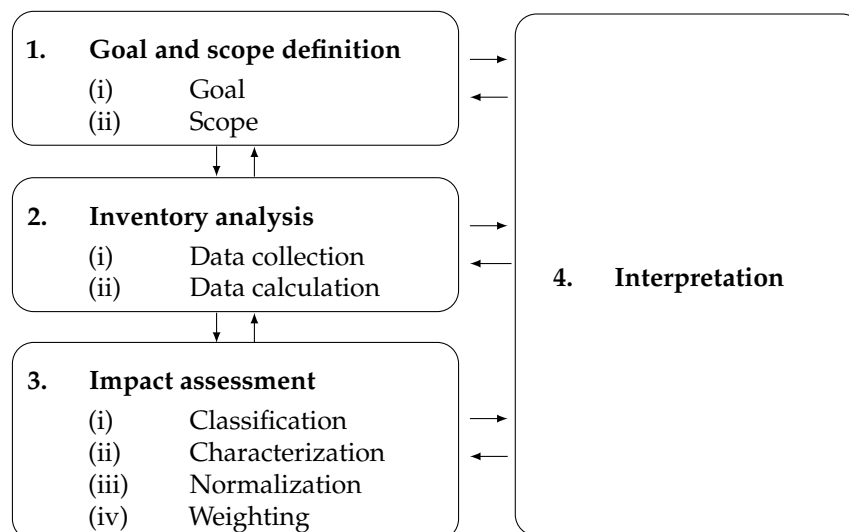 1. Goal and scope definition
(i) Goal
(ii) Scope
2. Inventory analysis
(i) Data collection
(ii) Data calculation
3. Impact assessment
(i) Classification
(ii) Characterization
(iii) Normalization
(iv) Weighting
4. Interpretation